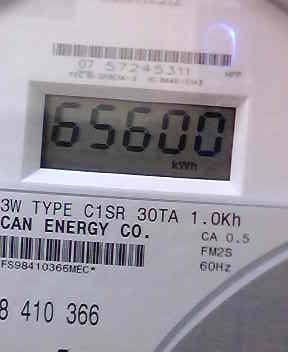 07 57245311 MFP
65600
kWh
3W TYPE C1SR 30TA 1.0Kh
CAN ENERGY CO.
CA 0.5
FM2S
60Hz
FS98410366MEC*
8 410 366